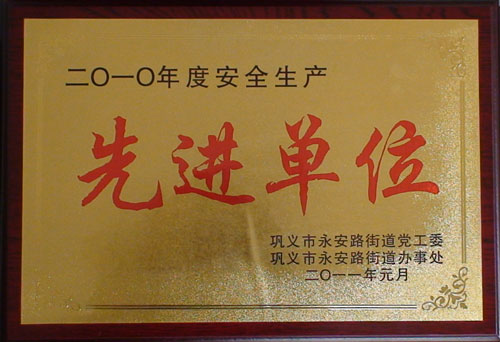 二〇一〇年度安全生产
先进单位
巩义市永安路街道党工委
巩义市永安路街道办事处
二〇一一年元月